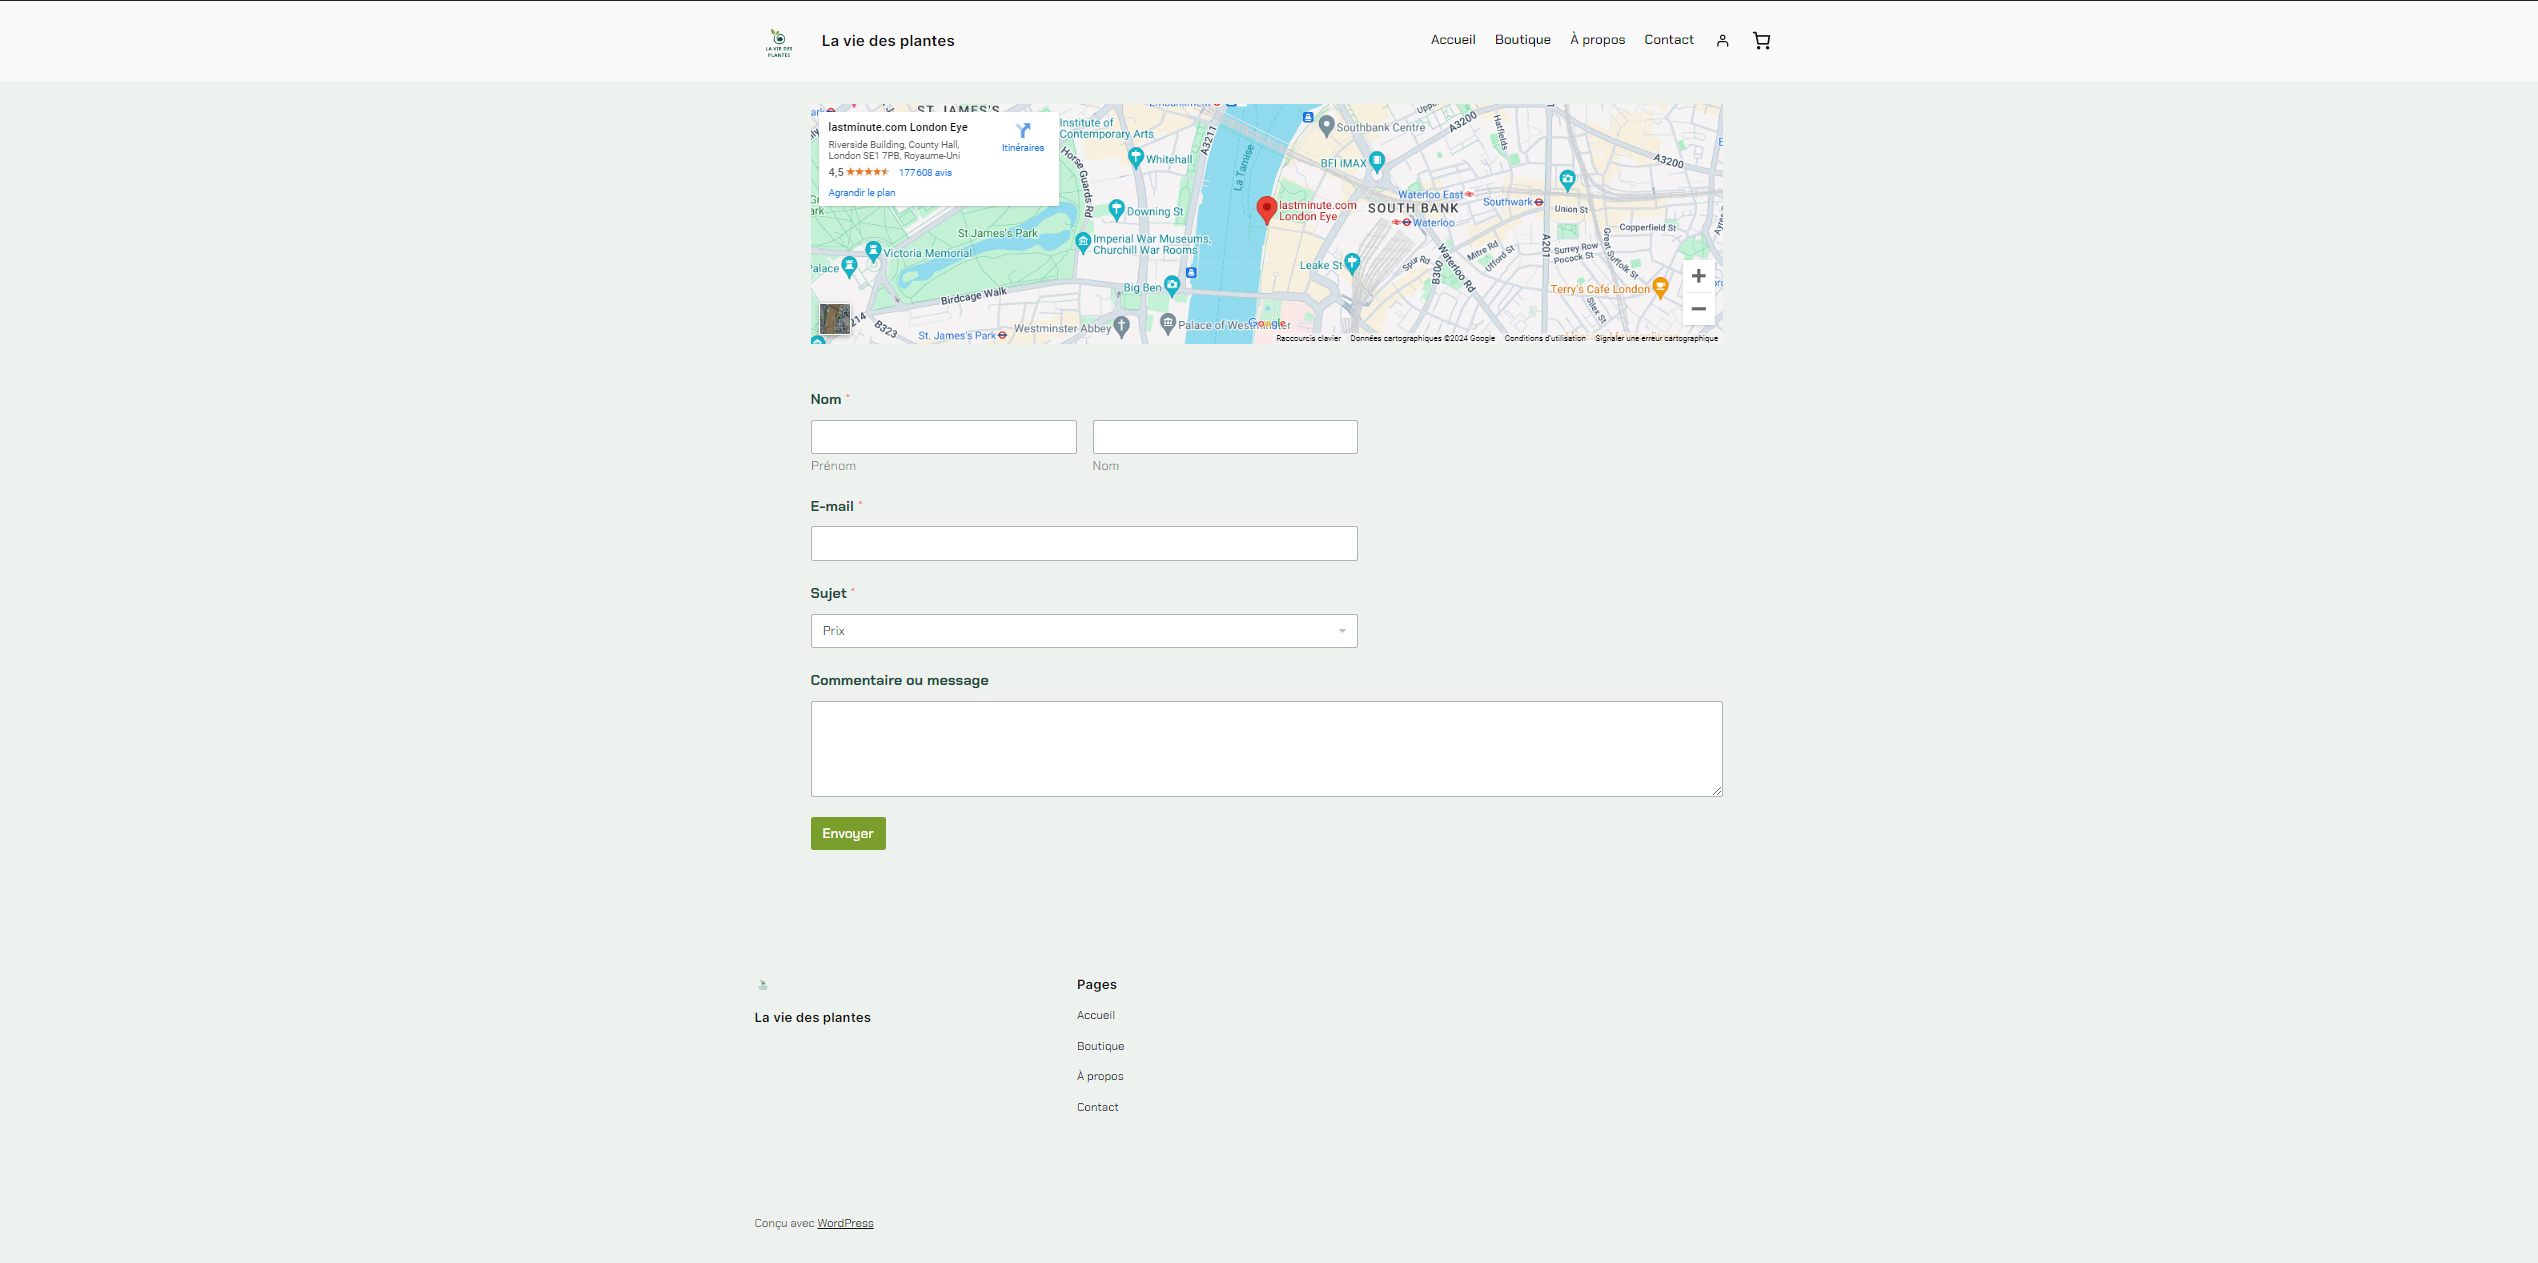 LA VIE DES
PLANTES
La vie des plantes
Accueil
Boutique
À propos
Contact
lastminute.com London Eye
Riverside Building, County Hall,
London SE1 7PB, Royaume-Uni
4,5
177 608 avis
Agrandir le plan
Itinéraires
ST. JAMES'S
Embankment
Institute of
Contemporary Arts
A3211
Horse Guards Rd
Whitehall
La Tamise
Southbank Centre
A3200
Hatfields
BFI IMAX
A3200
Waterloo East
Southwark
Union St
lastminute.com
London Eye
SOUTH BANK
Waterloo
Downing St
St James's Park
Imperial War Museums,
Churchill War Rooms
Victoria Memorial
Palace
Copperfield St
A201
Great Suffolk St
Surrey Row
Pocock St
Mitre Rd
Ufford St
Waterloo Rd
Spur Rd
B300
Leake St
Big Ben
Birdcage Walk
Terry's Cafe London
Silex St
B323
St. James's Park
Westminster Abbey
Palace of Westminster
Google
Raccourcis clavier
Données cartographiques ©2024 Google
Conditions d'utilisation
Signaler une erreur cartographique
Nom *
Prénom
Nom
E-mail *
Sujet *
Prix
Commentaire ou message
Envoyer
La vie des plantes
Pages
Accueil
Boutique
À propos
Contact
Conçu avec WordPress